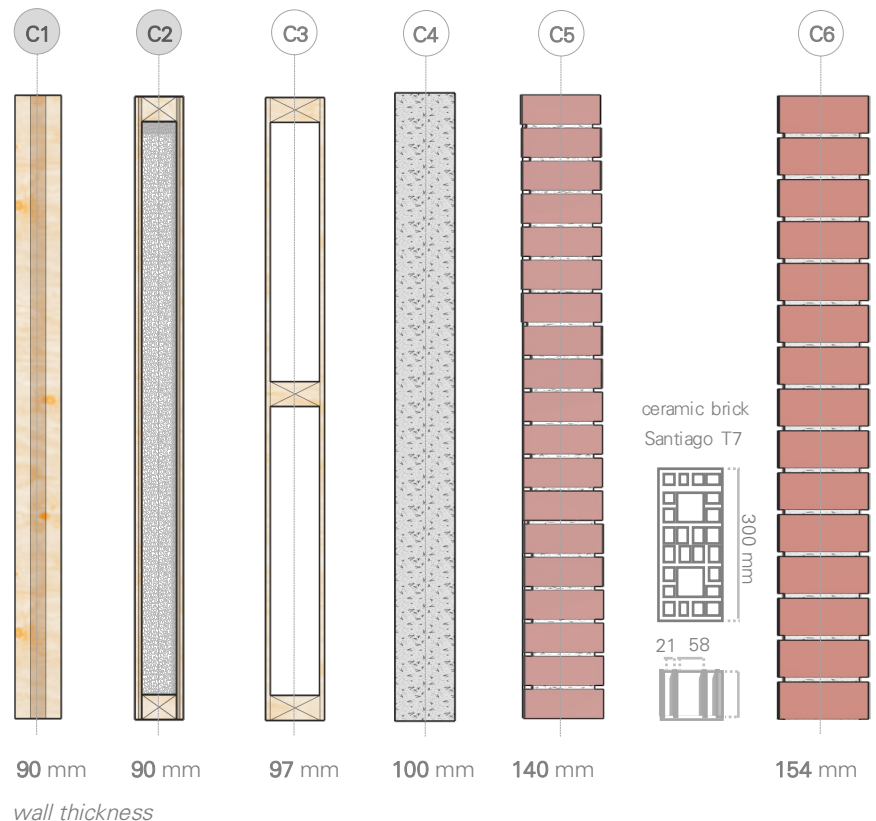 C1 C2 C3 C4 C5 C6
ceramic brick
Santiago T7
300 mm
21 58
90 mm 90 mm 97 mm 100 mm 140 mm 154 mm
wall thickness